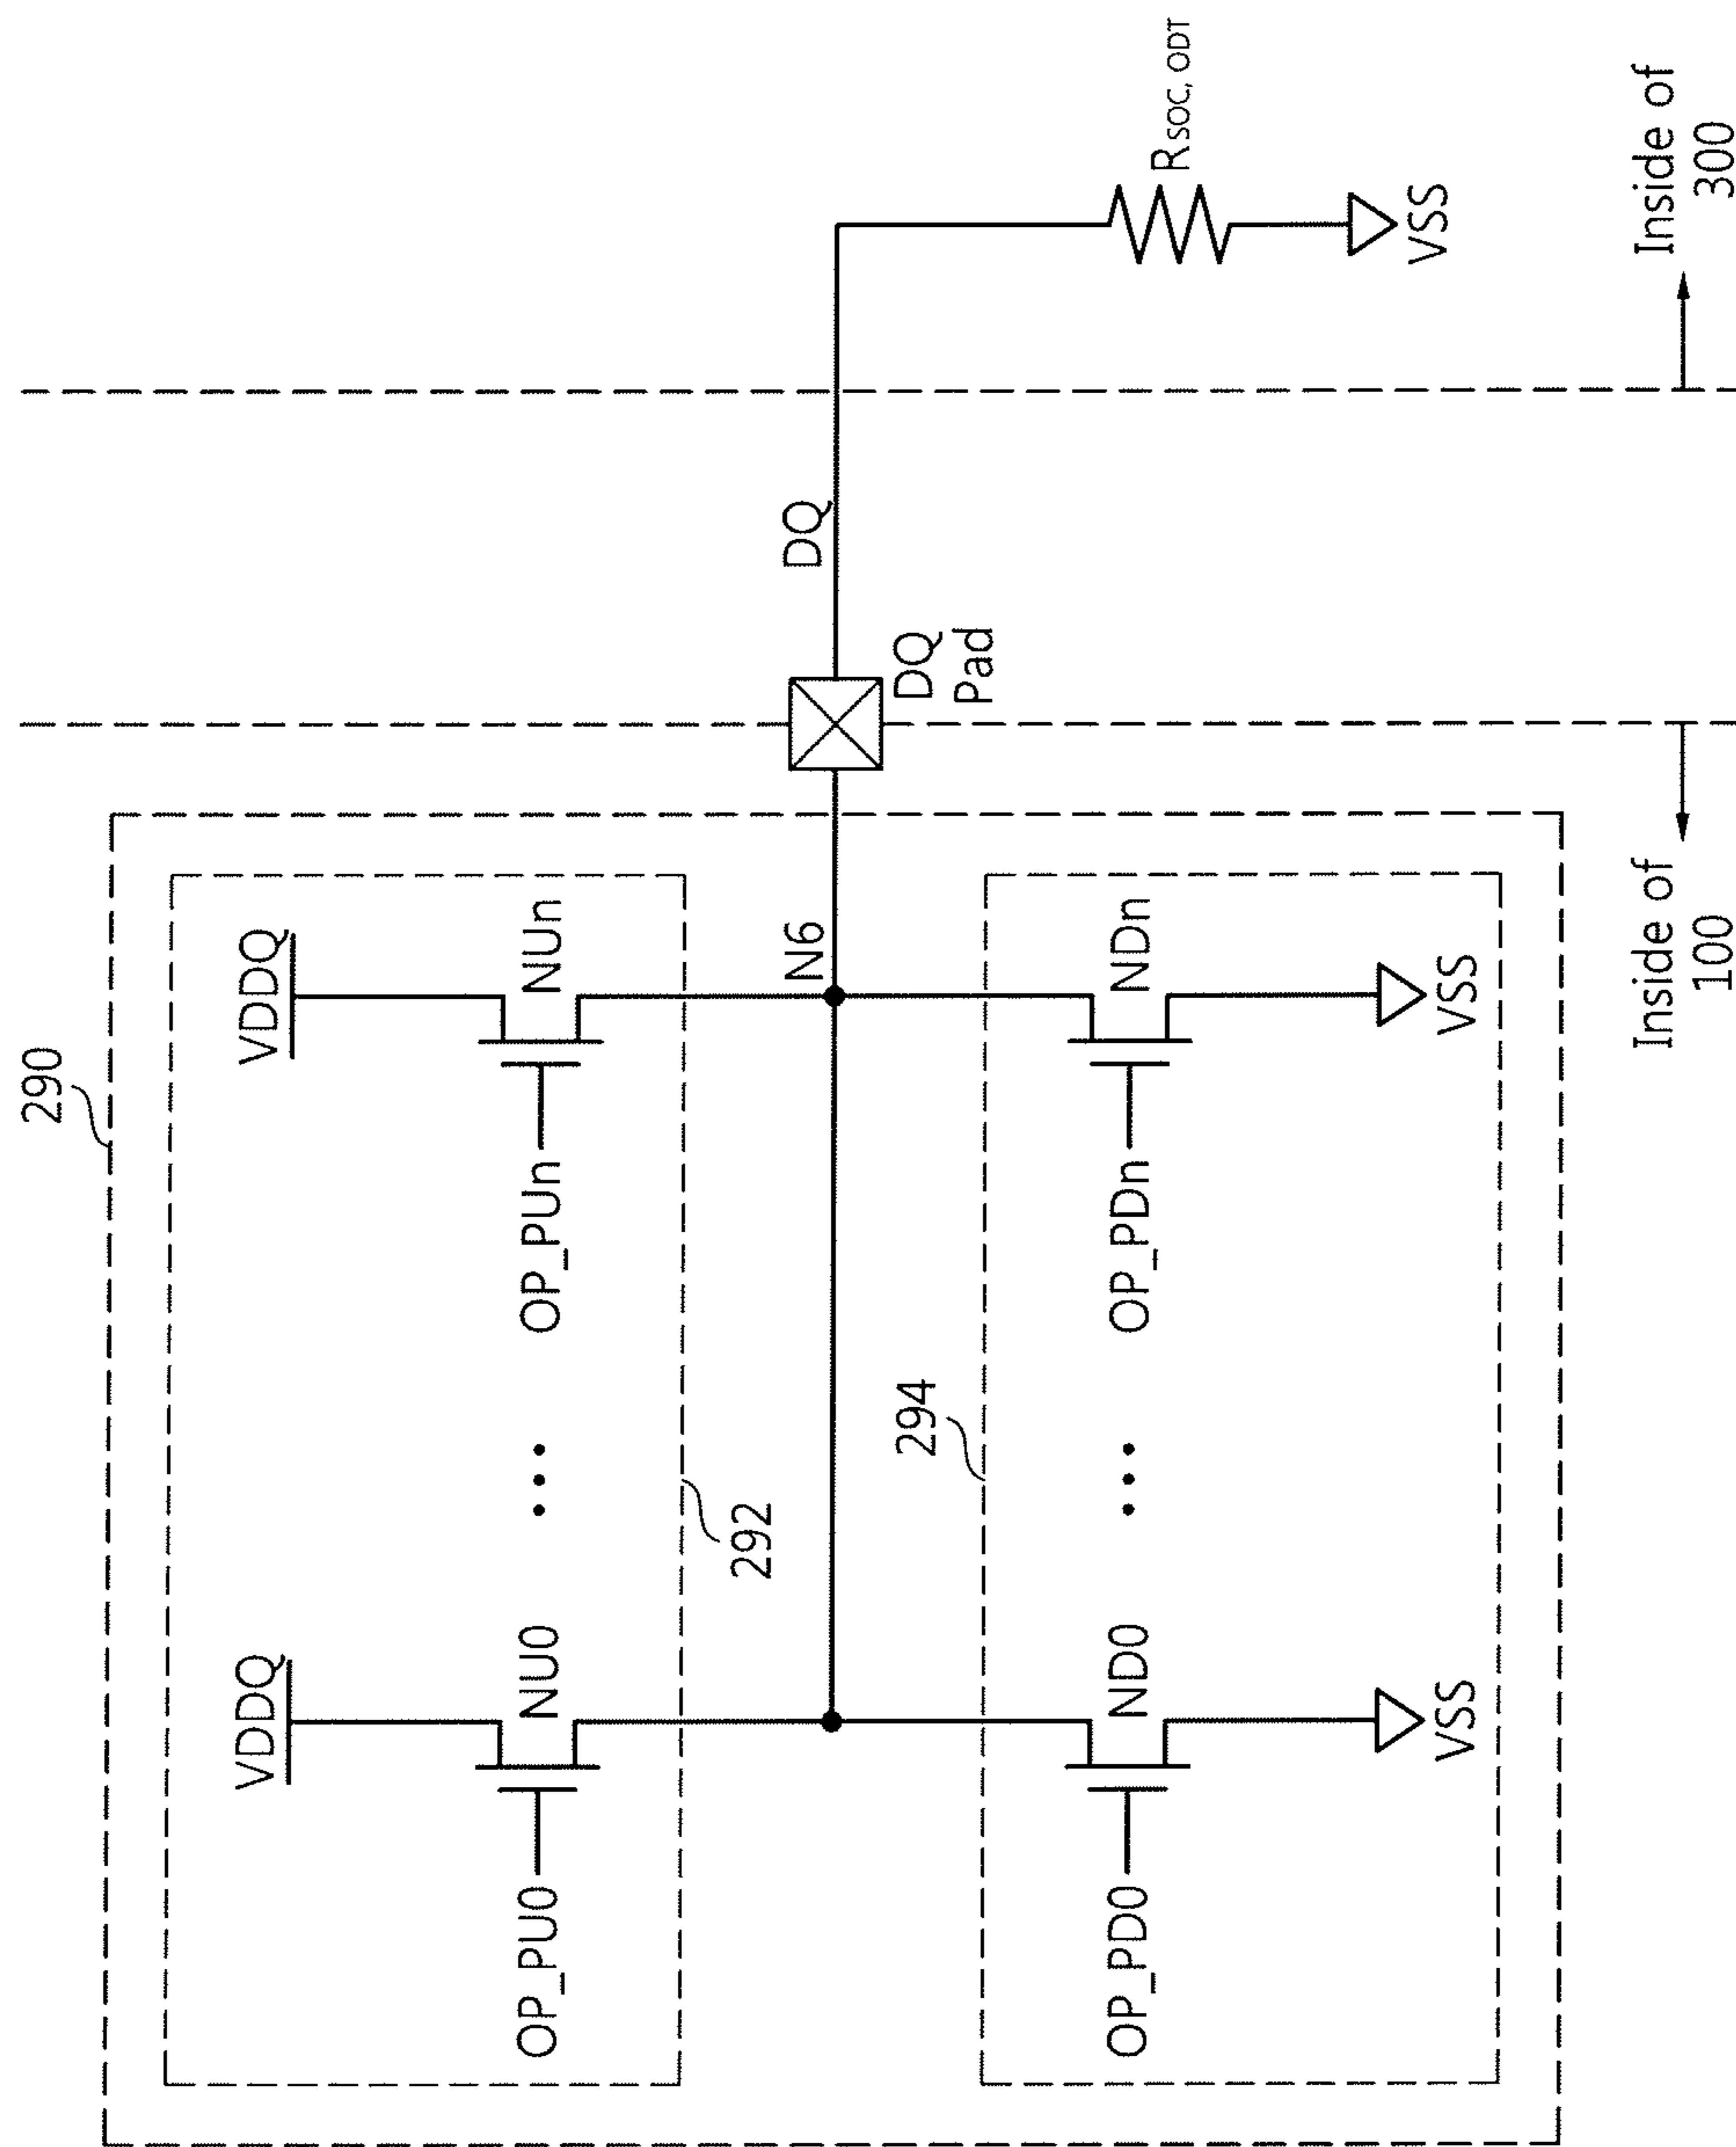 290
VDDQ
VDDQ
OP_PU0
NU0
OP_PUn
NUn
292
N6
DQ
DQ
Pad
294
OP_PD0
ND0
OP_PDn
NDn
VSS
VSS
RSOC, ODT
VSS
Inside of
100
Inside of
300